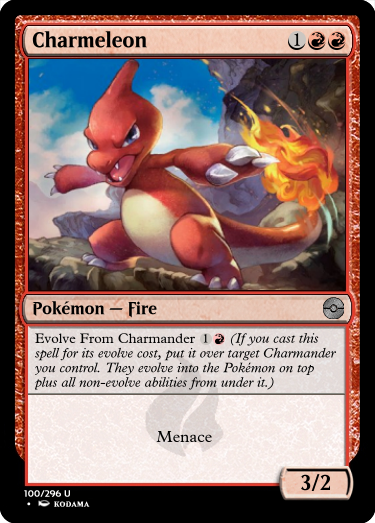 Charmeleon 1
Pokémon — Fire
Evolve From Charmander 1 (If you cast this
spell for its evolve cost, put it over target Charmander
you control. They evolve into the Pokémon on top
plus all non-evolve abilities from under it.)
Menace
3/2
100/296 U
• KODAMA